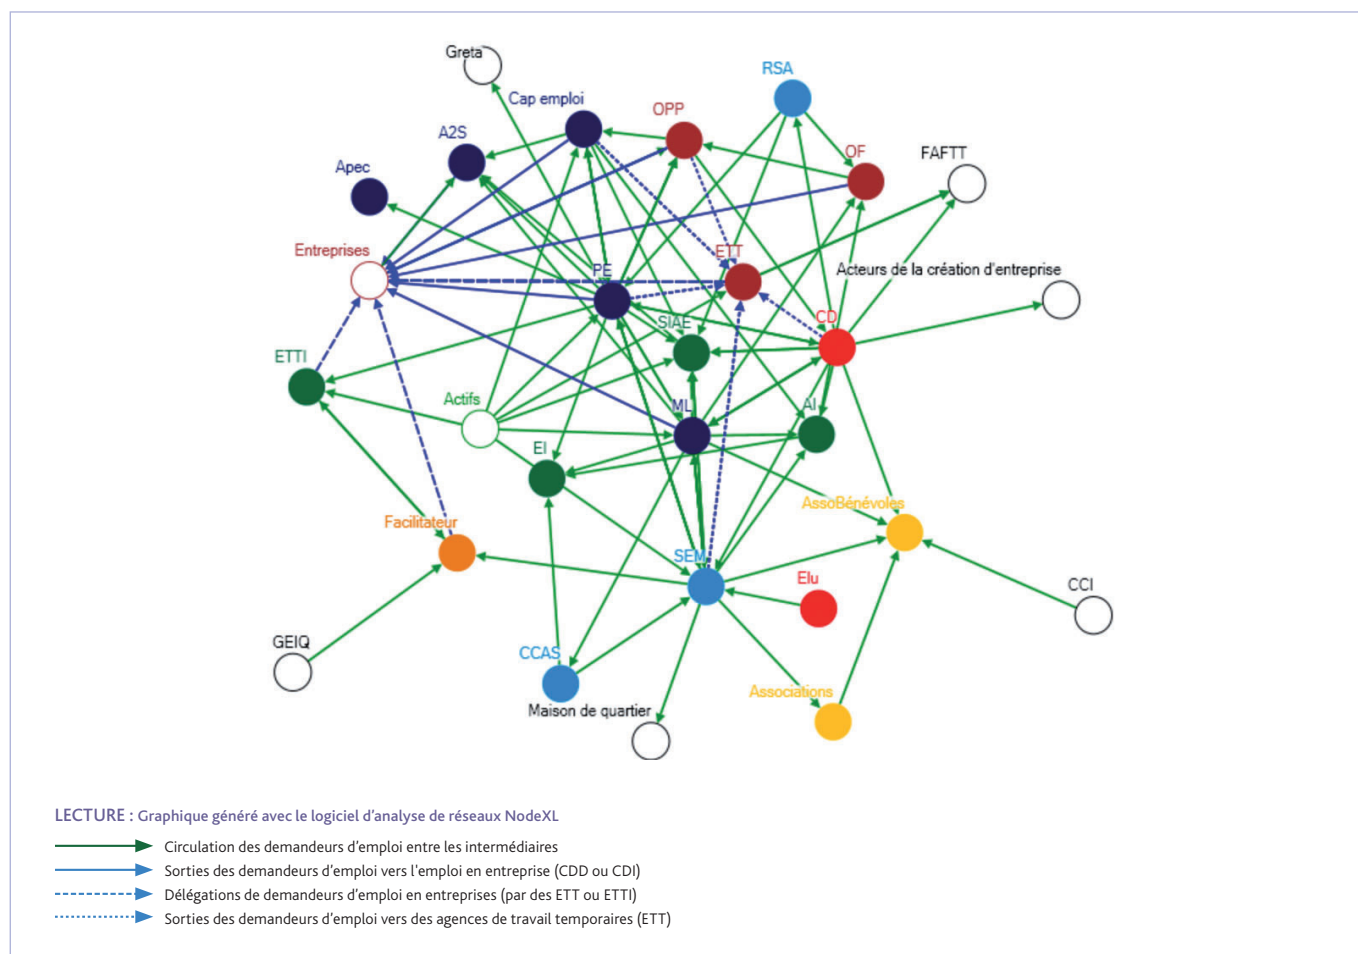 Greta
RSA
Cap emploi
OPP
A2S
OF
FAFTT
Apec
Entreprises
ETT
PE
Acteurs de la création d'entreprise
SIAE
CD
ETTI
Actifs
ML
AI
EI
AssoBénévoles
Facilitateur
SEM
Elu
CCI
GEIQ
CCAS
Associations
Maison de quartier
LECTURE : Graphique généré avec le logiciel d'analyse de réseaux NodeXL
Circulation des demandeurs d'emploi entre les intermédiaires
Sorties des demandeurs d'emploi vers l'emploi en entreprise (CDD ou CDI)
Délégations de demandeurs d'emploi en entreprises (par des ETT ou ETTI)
Sorties des demandeurs d'emploi vers des agences de travail temporaires (ETT)